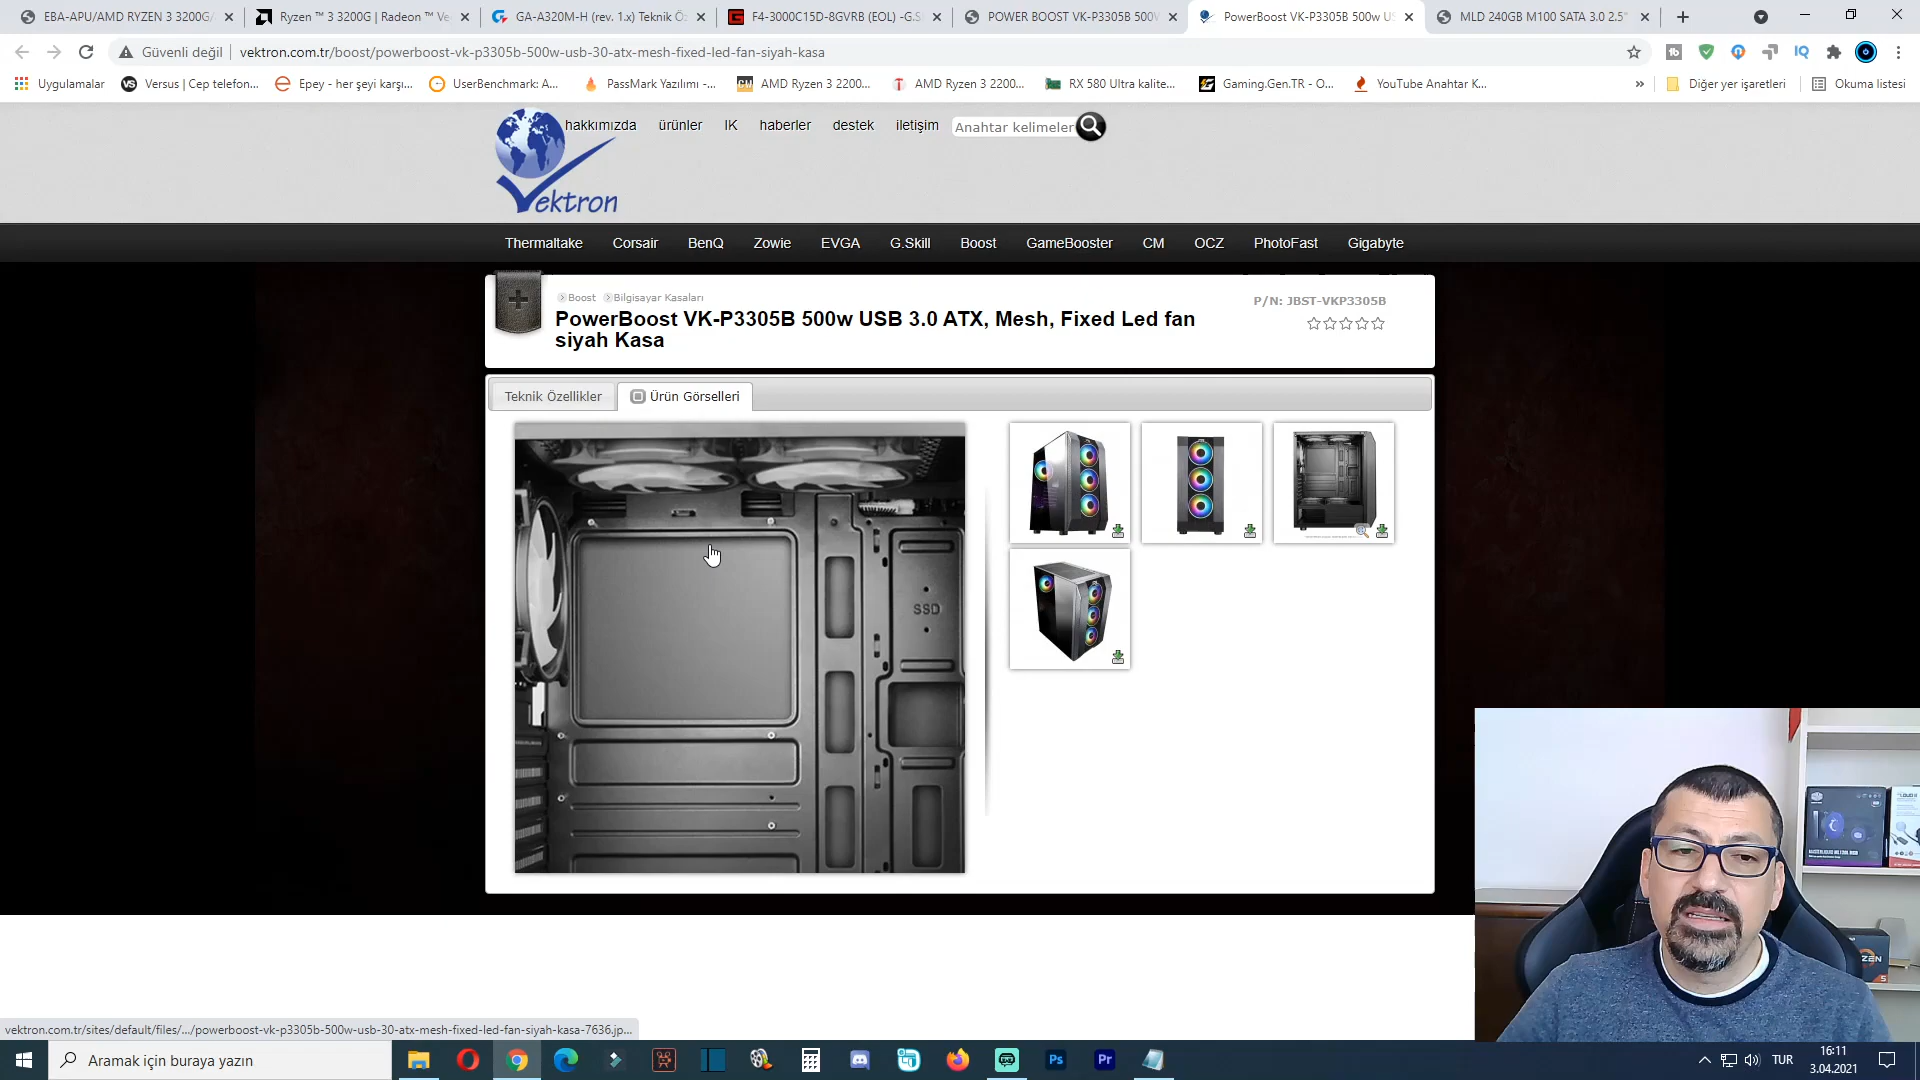 EBA-APU/AMD RYZEN 3 3200G/
Ryzen ™ 3 3200G | Radeon ™ Ve
GA-A320M-H (rev. 1.x) Teknik Ö
F4-3000C15D-8GVRB (EOL) -G.S
POWER BOOST VK-P3305B 500V
PowerBoost VK-P3305B 500w US
MLD 240GB M100 SATA 3.0 2.5"
Güvenli değil
vektron.com.tr/boost/powerboost-vk-p3305b-500w-usb-30-atx-mesh-fixed-led-fan-siyah-kasa
Uygulamalar
Versus | Cep telefon...
Epey - her şeyi karşı...
UserBenchmark: A...
PassMark Yazılımı -...
AMD Ryzen 3 2200...
AMD Ryzen 3 2200...
RX 580 Ultra kalite...
Gaming.Gen.TR - O...
YouTube Anahtar K...
»
Diğer yer işaretleri
Okuma listesi
hakkımızda
ürünler
IK
haberler
destek
iletişim
Anahtar kelimeler
Vektron
Thermaltake
Corsair
BenQ
Zowie
EVGA
G.Skill
Boost
GameBooster
CM
OCZ
PhotoFast
Gigabyte
Boost
Bilgisayar Kasaları
P/N: JBST-VKP3305B
PowerBoost VK-P3305B 500w USB 3.0 ATX, Mesh, Fixed Led fan
siyah Kasa
Teknik Özellikler
Ürün Görselleri
SSD
vektron.com.tr/sites/default/files/.../powerboost-vk-p3305b-500w-usb-30-atx-mesh-fixed-led-fan-siyah-kasa-7636.jp...
Aramak için buraya yazın
Ps
Pr
TUR
16:11
3.04.2021